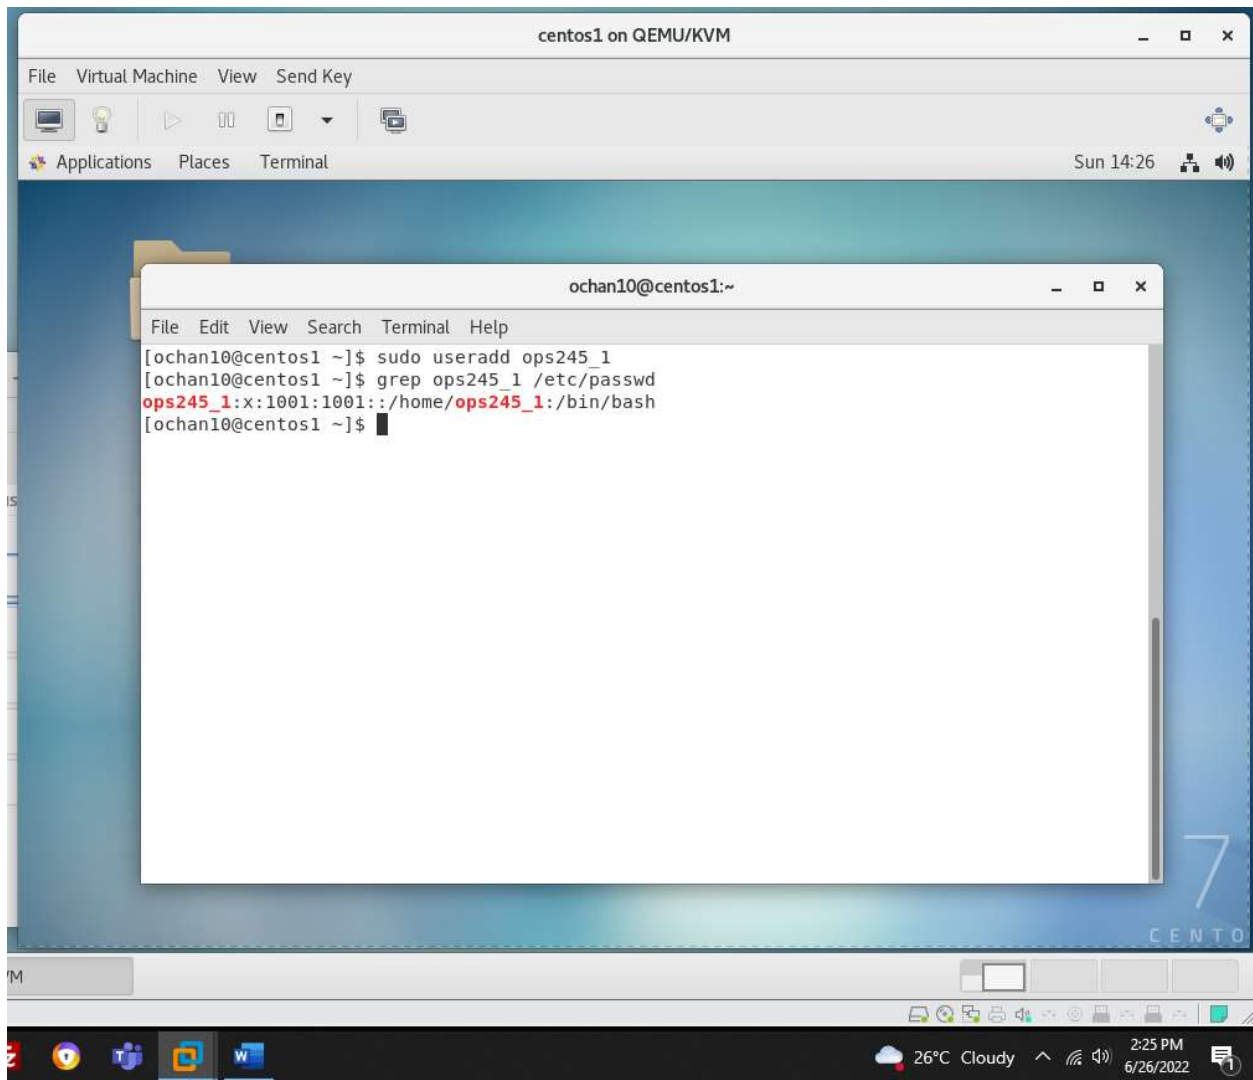 centos1 on QEMU/KVM
File Virtual Machine View Send Key
Applications Places Terminal Sun 14:26
ochan10@centos1:~
File Edit View Search Terminal Help
[ochan10@centos1 ~]$ sudo useradd ops245_1
[ochan10@centos1 ~]$ grep ops245_1 /etc/passwd
ops245_1:x:1001:1001::/home/ops245_1:/bin/bash
[ochan10@centos1 ~]$
7
CENTO
26°C Cloudy 2:25 PM
6/26/2022
1